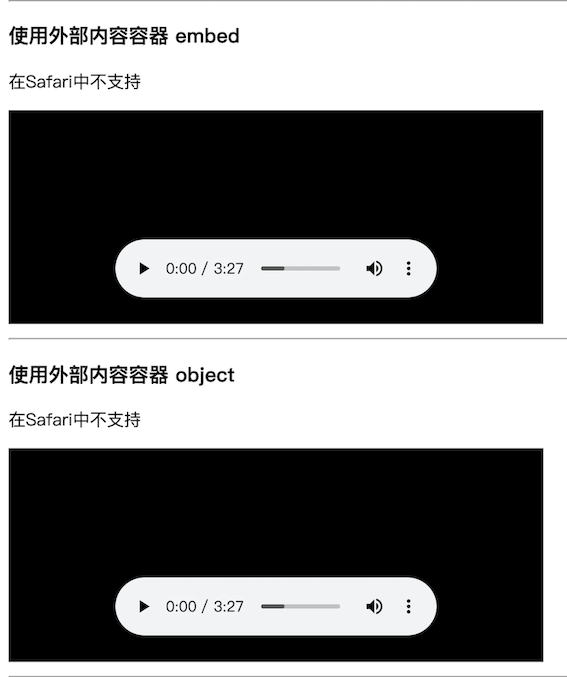 使用外部内容容器 embed
在Safari中不支持
0:00 / 3:27
使用外部内容容器 object
在Safari中不支持
0:00 / 3:27